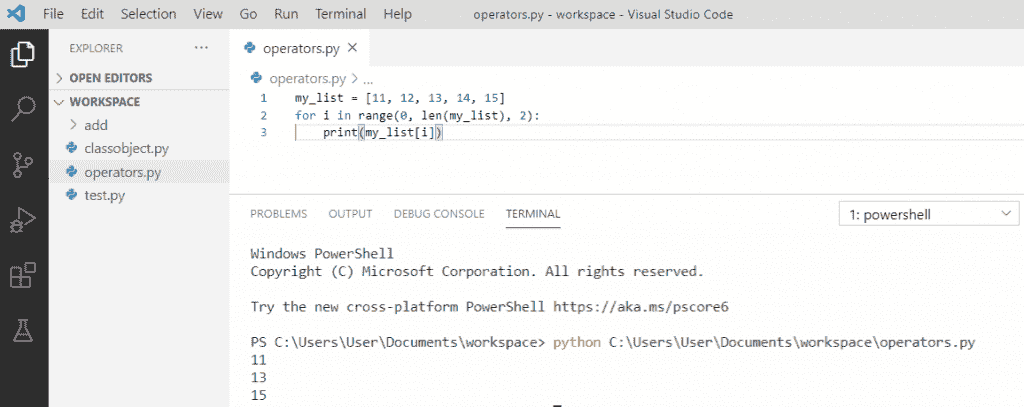 File Edit Selection View Go Run Terminal Help operators.py - workspace - Visual Studio Code
EXPLORER ...
OPEN EDITORS
WORKSPACE
add
classobject.py
operators.py
test.py
operators.py
operators.py > ...
1 my_list = [11, 12, 13, 14, 15]
2 for i in range(0, len(my_list), 2):
3 print(my_list[i])
PROBLEMS OUTPUT DEBUG CONSOLE TERMINAL 1: powershell
Windows PowerShell
Copyright (C) Microsoft Corporation. All rights reserved.
Try the new cross-platform PowerShell https://aka.ms/pscore6
PS C:\Users\User\Documents\workspace> python C:\Users\User\Documents\workspace\operators.py
11
13
15